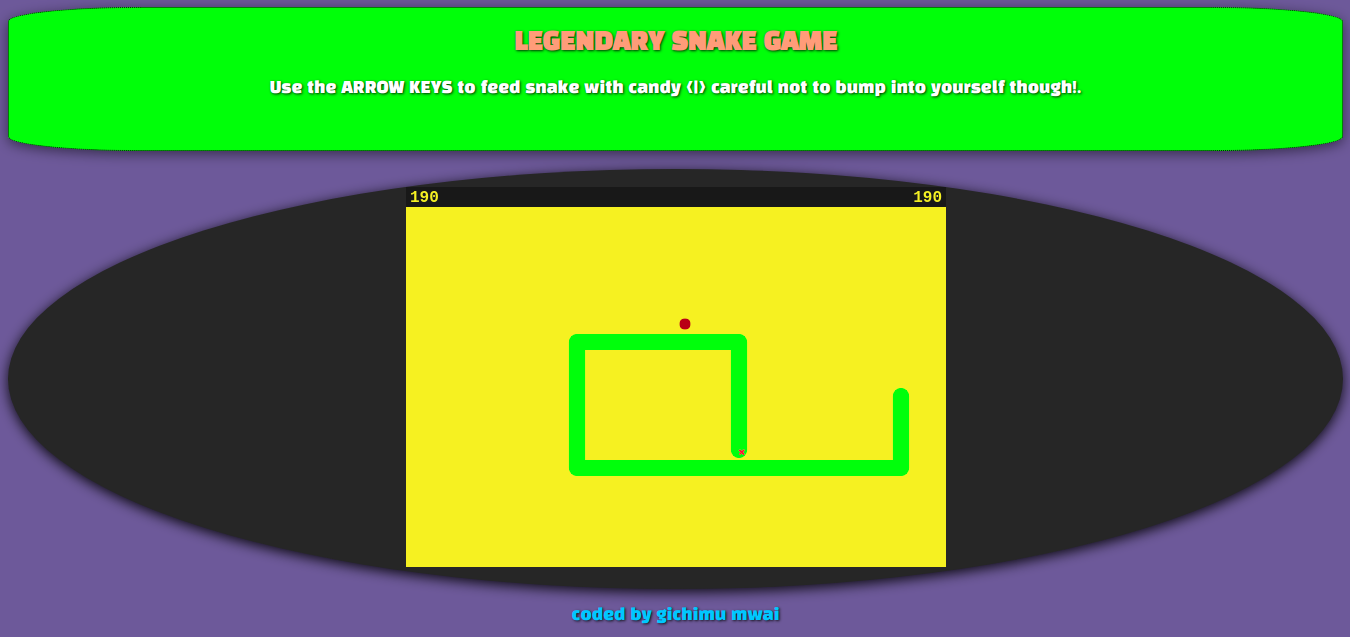 LEGENDARY SNAKE GAME
Use the ARROW KEYS to feed snake with candy <|> careful not to bump into yourself though!.
190 190
coded by gichimu mwai